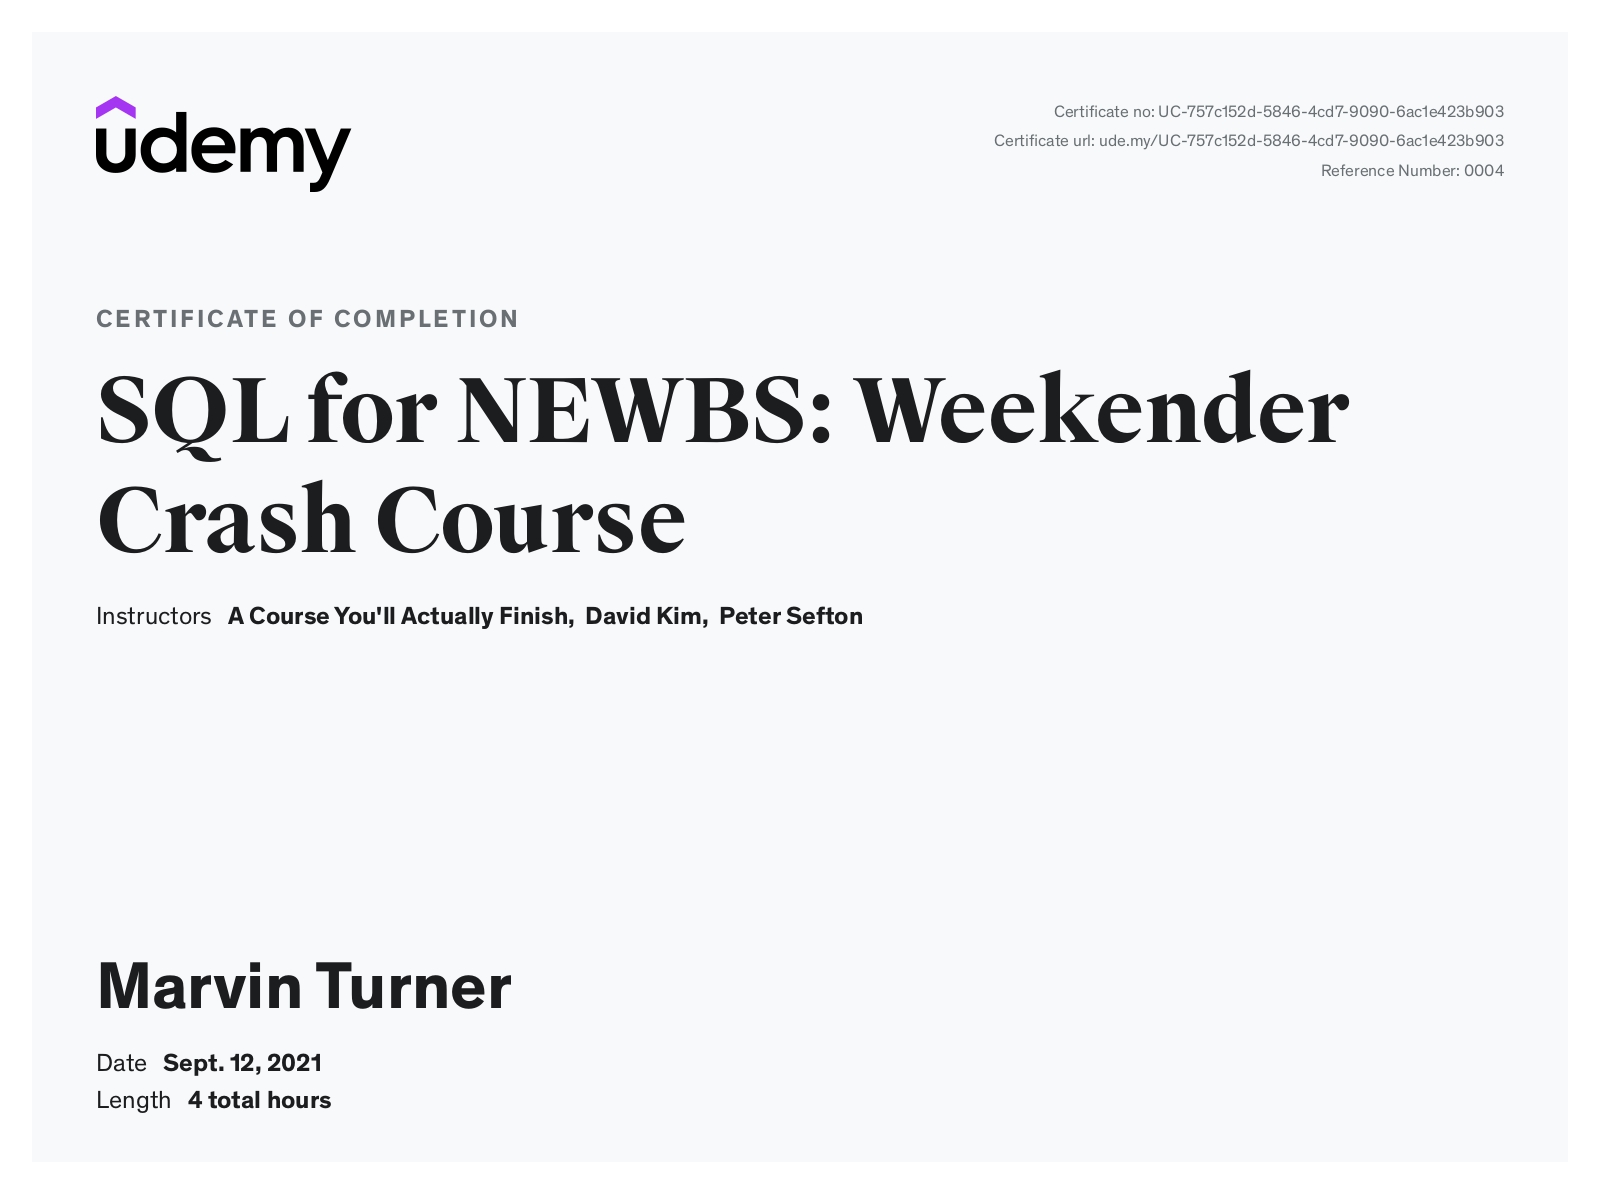 udemy
Certificate no: UC-757c152d-5846-4cd7-9090-6ac1e423b903
Certificate url: ude.my/UC-757c152d-5846-4cd7-9090-6ac1e423b903
Reference Number: 0004
CERTIFICATE OF COMPLETION
SQL for NEWBS: Weekender
Crash Course
Instructors A Course You'll Actually Finish, David Kim, Peter Sefton
Marvin Turner
Date Sept. 12, 2021
Length 4 total hours